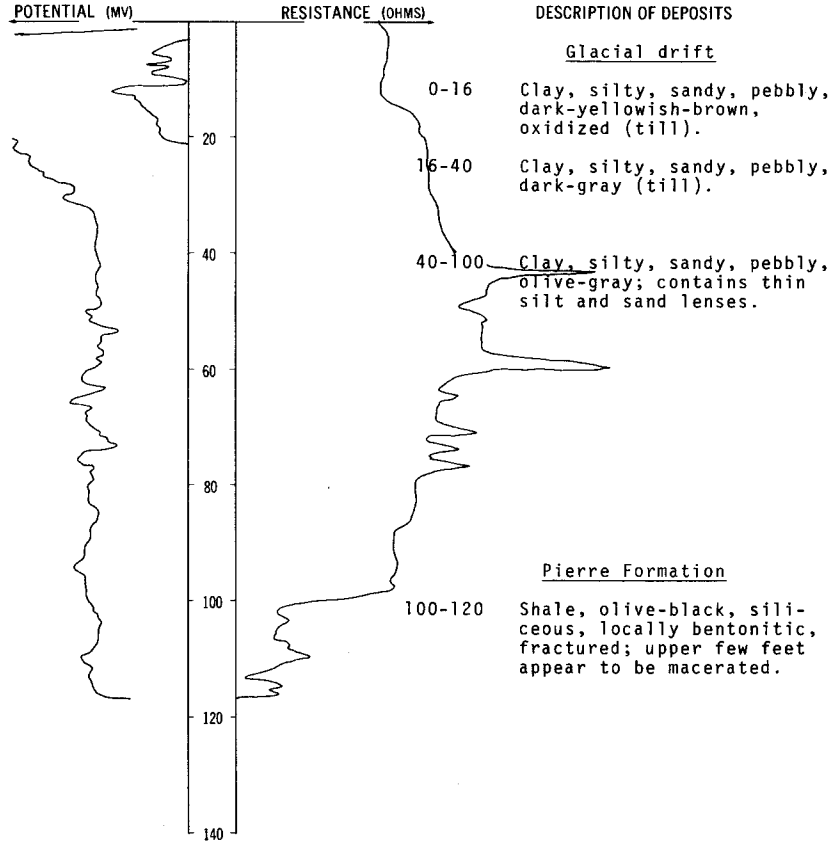 POTENTIAL (MV) RESISTANCE (OHMS) DESCRIPTION OF DEPOSITS
Glacial drift
0-16 Clay, silty, sandy, pebbly,
dark-yellowish-brown,
oxidized (till).
20
16-40 Clay, silty, sandy, pebbly,
dark-gray (till).
40
40-100 Clay, silty, sandy, pebbly,
olive-gray; contains thin
silt and sand lenses.
60
80
Pierre Formation
100
100-120 Shale, olive-black, sili-
ceous, locally bentonitic,
fractured; upper few feet
appear to be macerated.
120
140